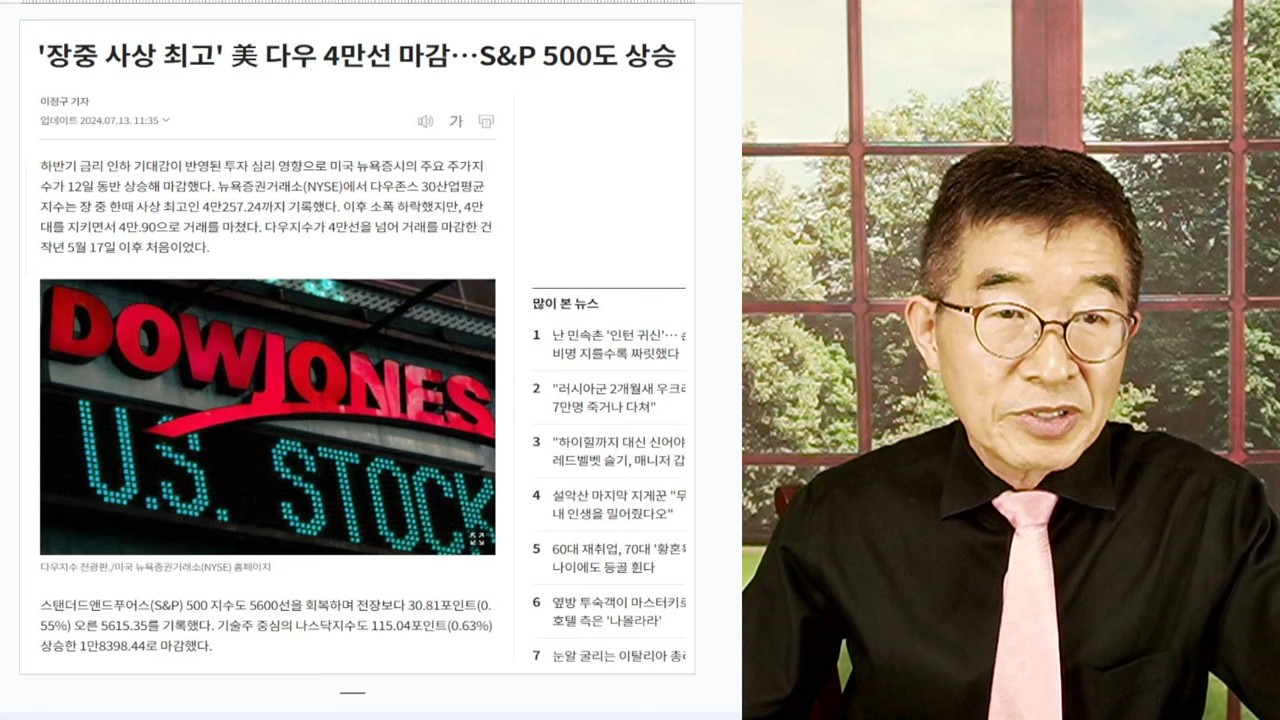 '장중 사상 최고' 美 다우 4만선 마감…S&P 500도 상승
이정구 기자
업데이트 2024.07.13. 11:35
가
하반기 금리 인하 기대감이 반영된 투자 심리 영향으로 미국 뉴욕증시의 주요 주가지
수가 12일 동반 상승해 마감했다. 뉴욕증권거래소(NYSE)에서 다우존스 30산업평균
지수는 장 중 한때 사상 최고인 4만257.24까지 기록했다. 이후 소폭 하락했지만, 4만
대를 지키면서 4만.90으로 거래를 마쳤다. 다우지수가 4만선을 넘어 거래를 마감한 건
작년 5월 17일 이후 처음이었다.
DOWJONES
U.S. STOCK
다우지수 전광판./미국 뉴욕증권거래소(NYSE) 홈페이지
스탠더드앤드푸어스(S&P) 500 지수도 5600선을 회복하며 전장보다 30.81포인트(0.
55%) 오른 5615.35를 기록했다. 기술주 중심의 나스닥지수도 115.04포인트(0.63%)
상승한 1만8398.44로 마감했다.
많이 본 뉴스
1 난 민속촌 '인턴 귀신'…
비명 지를수록 짜릿했다
2 "러시아군 2개월새 우크라
7만명 죽거나 다쳐"
3 "하이힐까지 대신 신어야
레드벨벳 슬기, 매니저 갑
4 설악산 마지막 지게꾼 "무
내 인생을 밀어줬다오"
5 60대 재취업, 70대 '황혼
나이에도 등골 휜다
6 옆방 투숙객이 마스터키로
호텔 측은 '나몰라라'
7 눈알 굴리는 이탈리아 총리